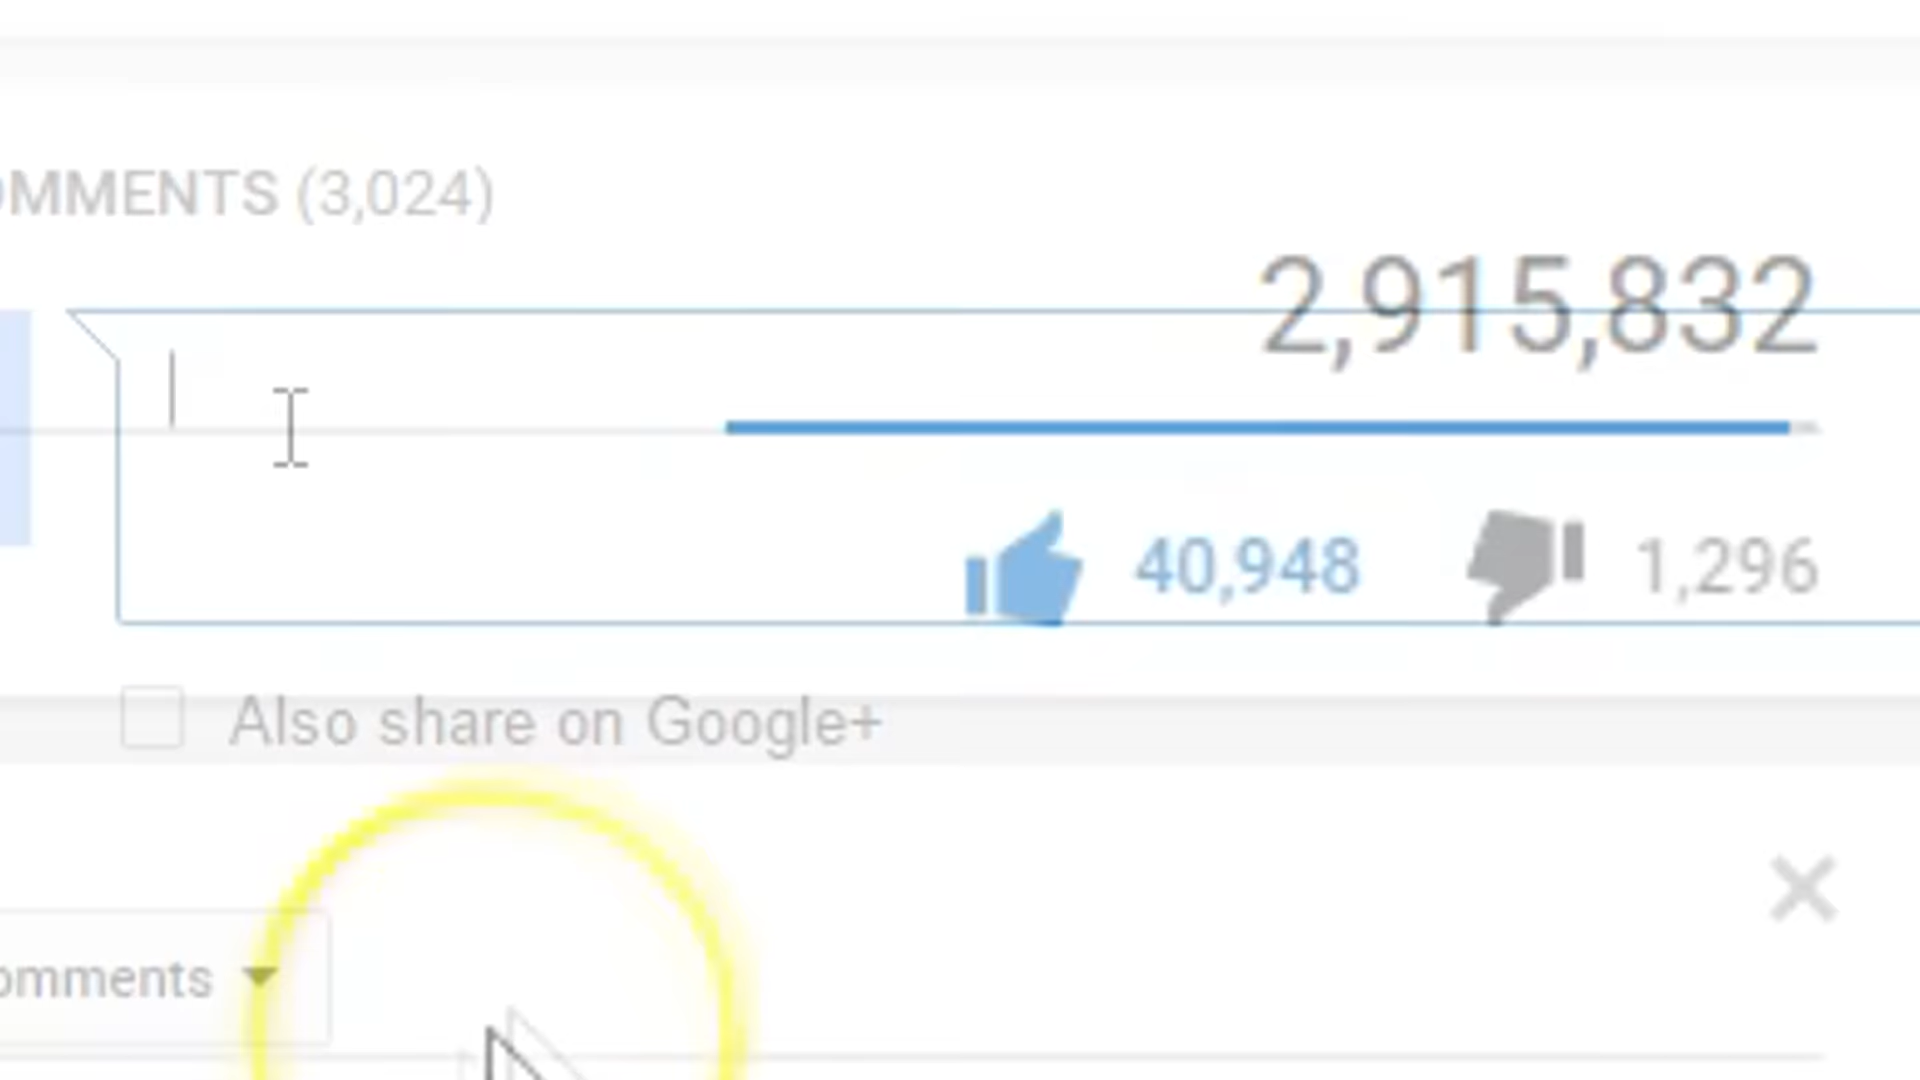 OMMENTS (3,024)
2,915,832
40,948 1,296
Also share on Google+
omments